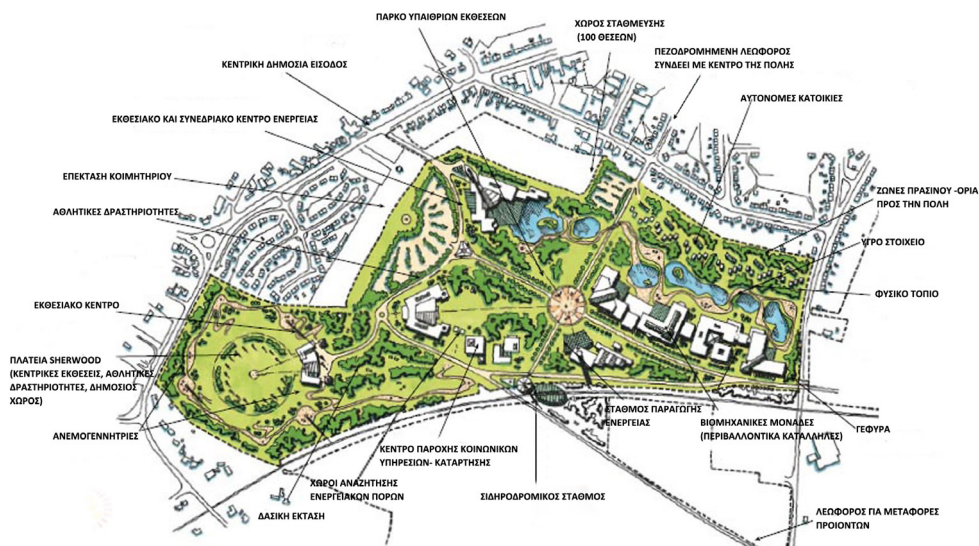 ΠΑΡΚΟ ΥΠΑΙΘΡΙΩΝ ΕΚΘΕΣΕΩΝ
ΧΩΡΟΣ ΣΤΑΘΜΕΥΣΗΣ
(100 ΘΕΣΕΩΝ)
ΠΕΖΟΔΡΟΜΗΜΕΝΗ ΛΕΩΦΟΡΟΣ
ΣΥΝΔΕΕΙ ΜΕ ΚΕΝΤΡΟ ΤΗΣ ΠΟΛΗΣ
ΚΕΝΤΡΙΚΗ ΔΗΜΟΣΙΑ ΕΙΣΟΔΟΣ
ΑΥΤΟΝΟΜΕΣ ΚΑΤΟΙΚΙΕΣ
ΕΚΘΕΣΙΑΚΟ ΚΑΙ ΣΥΝΕΔΡΙΑΚΟ ΚΕΝΤΡΟ ΕΝΕΡΓΕΙΑΣ
ΕΠΕΚΤΑΣΗ ΚΟΙΜΗΤΗΡΙΟΥ
ΖΩΝΕΣ ΠΡΑΣΙΝΟΥ -ΟΡΙΑ
ΠΡΟΣ ΤΗΝ ΠΟΛΗ
ΑΘΛΗΤΙΚΕΣ ΔΡΑΣΤΗΡΙΟΤΗΤΕΣ
ΥΓΡΟ ΣΤΟΙΧΕΙΟ
ΦΥΣΙΚΟ ΤΟΠΙΟ
ΕΚΘΕΣΙΑΚΟ ΚΕΝΤΡΟ
ΠΛΑΤΕΙΑ SHERWOOD
(ΚΕΝΤΡΙΚΕΣ ΕΚΘΕΣΕΙΣ, ΑΘΛΗΤΙΚΕΣ
ΔΡΑΣΤΗΡΙΟΤΗΤΕΣ, ΔΗΜΟΣΙΟΣ
ΧΩΡΟΣ)
ΑΝΕΜΟΓΕΝΝΗΤΡΙΕΣ
ΣΤΑΘΜΟΣ ΠΑΡΑΓΩΓΗΣ
ΕΝΕΡΓΕΙΑΣ
ΒΙΟΜΗΧΑΝΙΚΕΣ ΜΟΝΑΔΕΣ
(ΠΕΡΙΒΑΛΛΟΝΤΙΚΑ ΚΑΤΑΛΛΗΛΕΣ)
ΓΕΦΥΡΑ
ΚΕΝΤΡΟ ΠΑΡΟΧΗΣ ΚΟΙΝΩΝΙΚΩΝ
ΥΠΗΡΕΣΙΩΝ- ΚΑΤΑΡΤΗΣΗΣ
ΧΩΡΟΙ ΑΝΑΖΗΤΗΣΗΣ
ΕΝΕΡΓΕΙΑΚΩΝ ΠΟΡΩΝ
ΣΙΔΗΡΟΔΡΟΜΙΚΟΣ ΣΤΑΘΜΟΣ
ΔΑΣΙΚΗ ΕΚΤΑΣΗ
ΛΕΩΦΟΡΟΣ ΓΙΑ ΜΕΤΑΦΟΡΕΣ
ΠΡΟΙΟΝΤΩΝ